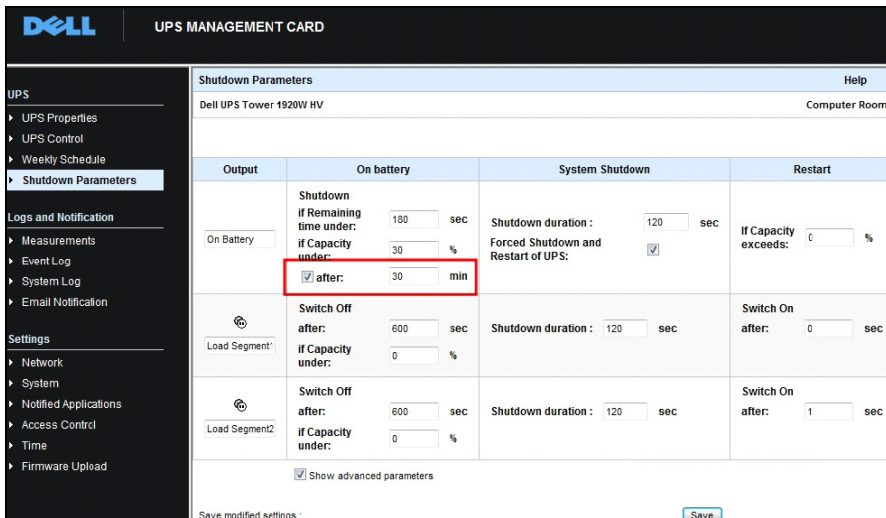 DELL
UPS MANAGEMENT CARD
UPS
UPS Properties
UPS Control
Weekly Schedule
Shutdown Parameters
Logs and Notification
Measurements
Event Log
System Log
Email Notification
Settings
Network
System
Notified Applications
Access Control
Time
Firmware Upload
Shutdown Parameters Help
Dell UPS Tower 1920W HV Computer Room
Output On battery System Shutdown Restart
On Battery
Shutdown
if Remaining
time under: 180 sec
if Capacity
under: 30 %
after: 30 min
Shutdown duration : 120 sec
Forced Shutdown and
Restart of UPS:
If Capacity
exceeds: 0 %
Load Segment1
Switch Off
after: 600 sec
if Capacity
under: 0 %
Shutdown duration : 120 sec
Switch On
after: 0 sec
Load Segment2
Switch Off
after: 600 sec
if Capacity
under: 0 %
Shutdown duration : 120 sec
Switch On
after: 1 sec
Show advanced parameters
Save modified settings : Save